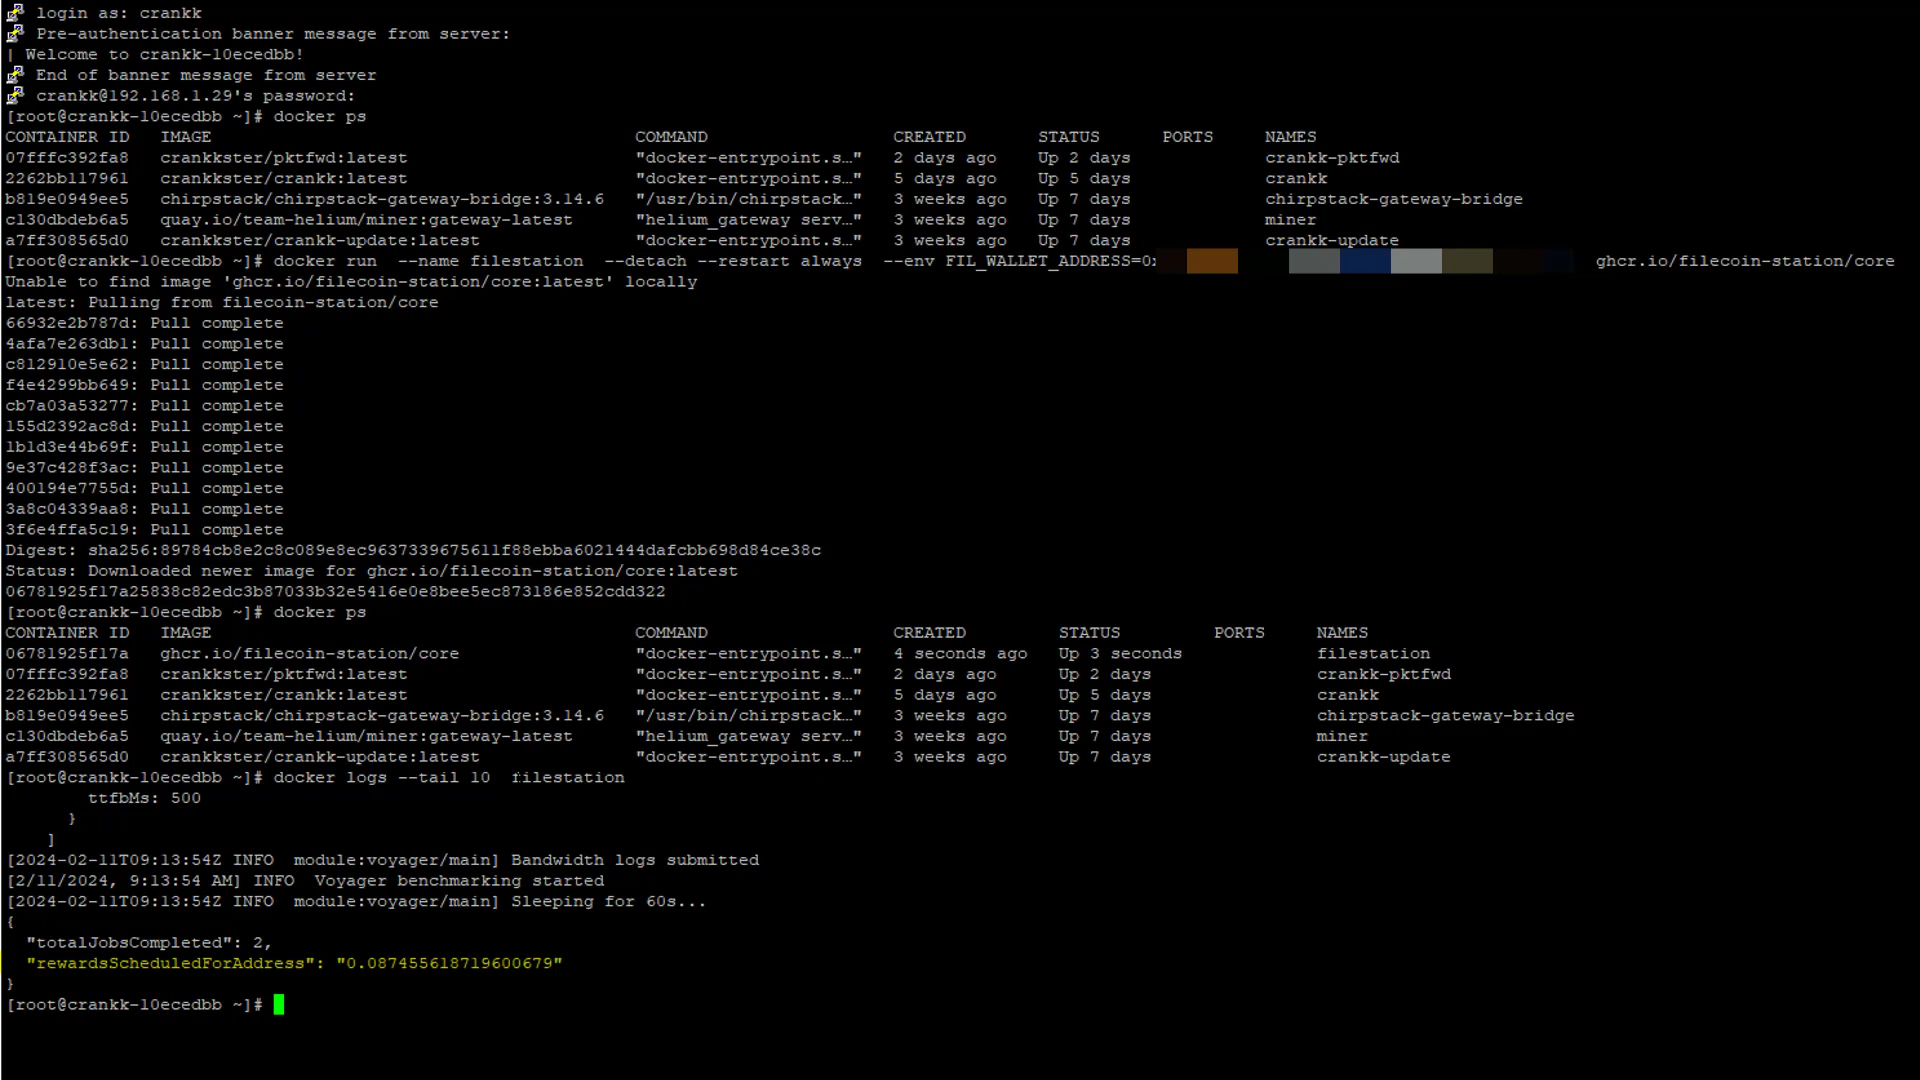 login as: crankk
Pre-authentication banner message from server:
| Welcome to crankk-10ecedbb!
End of banner message from server
crankk@192.168.1.29's password:
[root@crankk-10ecedbb ~]# docker ps
CONTAINER ID   IMAGE   COMMAND   CREATED   STATUS   PORTS   NAMES
07fffc392fa8   crankkster/pktfwd:latest   "docker-entrypoint.s…"   2 days ago   Up 2 days   crankk-pktfwd
2262bb117961   crankkster/crankk:latest   "docker-entrypoint.s…"   5 days ago   Up 5 days   crankk
b819e0949ee5   chirpstack/chirpstack-gateway-bridge:3.14.6   "/usr/bin/chirpstack…"   3 weeks ago   Up 7 days   chirpstack-gateway-bridge
c130dbdeb6a5   quay.io/team-helium/miner:gateway-latest   "helium_gateway serv…"   3 weeks ago   Up 7 days   miner
a7ff308565d0   crankkster/crankk-update:latest   "docker-entrypoint.s…"   3 weeks ago   Up 7 days   crankk-update
[root@crankk-10ecedbb ~]# docker run  --name filestation  --detach --restart always  --env FIL_WALLET_ADDRESS=0x ghcr.io/filecoin-station/core
Unable to find image 'ghcr.io/filecoin-station/core:latest' locally
latest: Pulling from filecoin-station/core
66932e2b787d: Pull complete
4afa7e263db1: Pull complete
c812910e5e62: Pull complete
f4e4299bb649: Pull complete
cb7a03a53277: Pull complete
155d2392ac8d: Pull complete
1b1d3e44b69f: Pull complete
9e37c428f3ac: Pull complete
400194e7755d: Pull complete
3a8c04339aa8: Pull complete
3f6e4ffa5c19: Pull complete
Digest: sha256:89784cb8e2c8c089e8ec9637339675611f88ebba6021444dafcbb698d84ce38c
Status: Downloaded newer image for ghcr.io/filecoin-station/core:latest
06781925f17a25838c82edc3b87033b32e5416e0e8bee5ec873186e852cdd322
[root@crankk-10ecedbb ~]# docker ps
CONTAINER ID   IMAGE   COMMAND   CREATED   STATUS   PORTS   NAMES
06781925f17a   ghcr.io/filecoin-station/core   "docker-entrypoint.s…"   4 seconds ago   Up 3 seconds   filestation
07fffc392fa8   crankkster/pktfwd:latest   "docker-entrypoint.s…"   2 days ago   Up 2 days   crankk-pktfwd
2262bb117961   crankkster/crankk:latest   "docker-entrypoint.s…"   5 days ago   Up 5 days   crankk
b819e0949ee5   chirpstack/chirpstack-gateway-bridge:3.14.6   "/usr/bin/chirpstack…"   3 weeks ago   Up 7 days   chirpstack-gateway-bridge
c130dbdeb6a5   quay.io/team-helium/miner:gateway-latest   "helium_gateway serv…"   3 weeks ago   Up 7 days   miner
a7ff308565d0   crankkster/crankk-update:latest   "docker-entrypoint.s…"   3 weeks ago   Up 7 days   crankk-update
[root@crankk-10ecedbb ~]# docker logs --tail 10  filestation
ttfbMs: 500
}
]
[2024-02-11T09:13:54Z INFO  module:voyager/main] Bandwidth logs submitted
[2/11/2024, 9:13:54 AM] INFO  Voyager benchmarking started
[2024-02-11T09:13:54Z INFO  module:voyager/main] Sleeping for 60s...
{
"totalJobsCompleted": 2,
"rewardsScheduledForAddress": "0.087455618719600679"
}
[root@crankk-10ecedbb ~]#